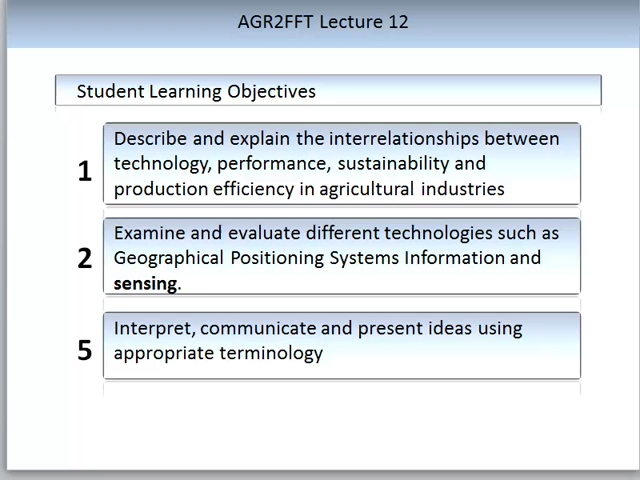 AGR2FFT Lecture 12
Student Learning Objectives
1
Describe and explain the interrelationships between
technology, performance, sustainability and
production efficiency in agricultural industries
2
Examine and evaluate different technologies such as
Geographical Positioning Systems Information and
sensing.
5
Interpret, communicate and present ideas using
appropriate terminology